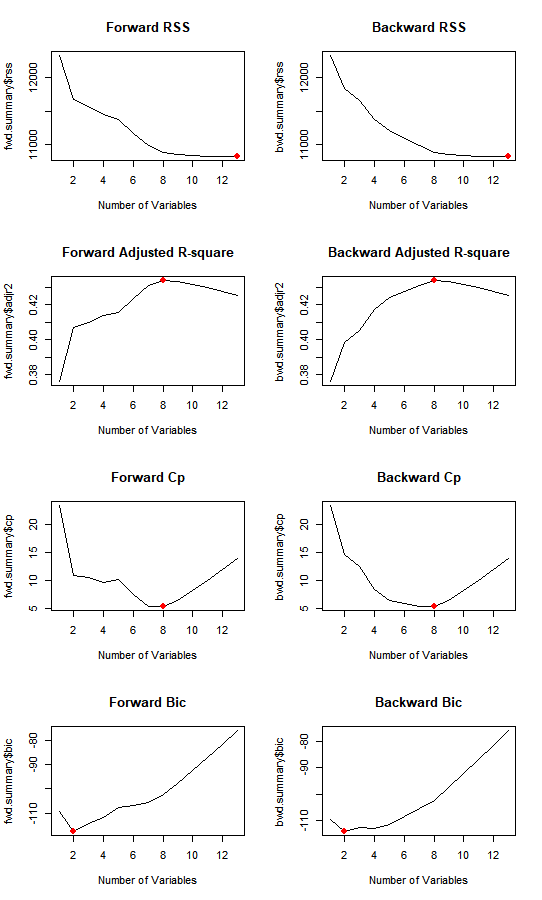 Forward RSS
fwd.summary$rss
11000 12000
2 4 6 8 10 12
Number of Variables
Backward RSS
bwd.summary$rss
11000 12000
2 4 6 8 10 12
Number of Variables
Forward Adjusted R-square
fwd.summary$adjr2
0.38 0.40 0.42
2 4 6 8 10 12
Number of Variables
Backward Adjusted R-square
bwd.summary$adjr2
0.38 0.40 0.42
2 4 6 8 10 12
Number of Variables
Forward Cp
fwd.summary$cp
5 10 15 20
2 4 6 8 10 12
Number of Variables
Backward Cp
bwd.summary$cp
5 10 15 20
2 4 6 8 10 12
Number of Variables
Forward Bic
fwd.summary$bic
-110 -90 -80
2 4 6 8 10 12
Number of Variables
Backward Bic
bwd.summary$bic
-110 -90 -80
2 4 6 8 10 12
Number of Variables